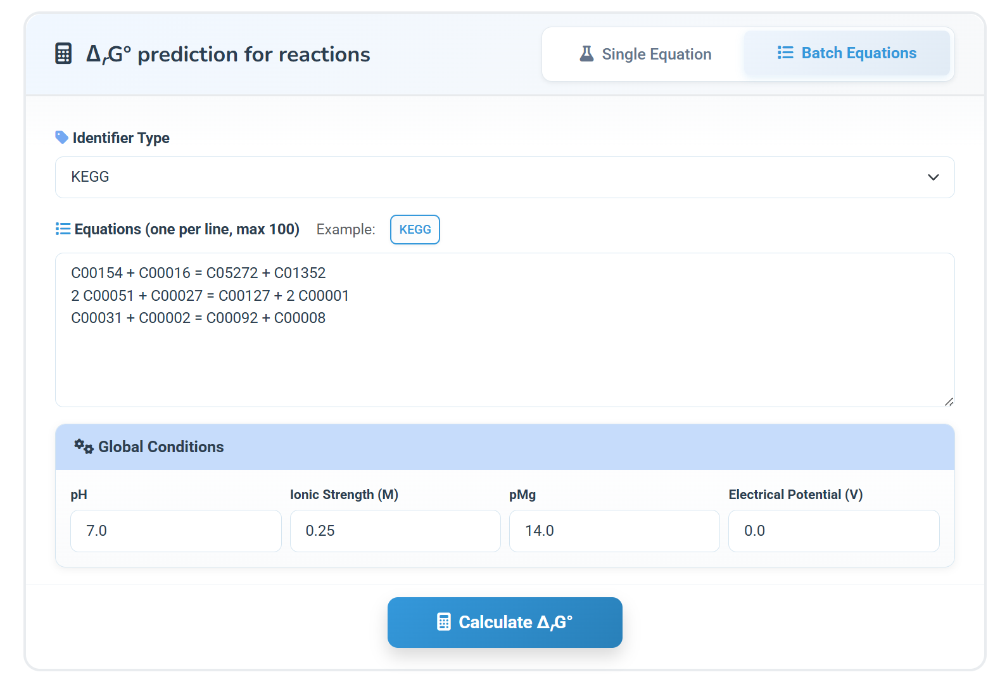 ΔrG° prediction for reactions
Single Equation
Batch Equations
Identifier Type
KEGG
Equations (one per line, max 100)
Example:
KEGG
C00154 + C00016 = C05272 + C01352
2 C00051 + C00027 = C00127 + 2 C00001
C00031 + C00002 = C00092 + C00008
Global Conditions
pH
Ionic Strength (M)
pMg
Electrical Potential (V)
7.0
0.25
14.0
0.0
Calculate ΔrG°